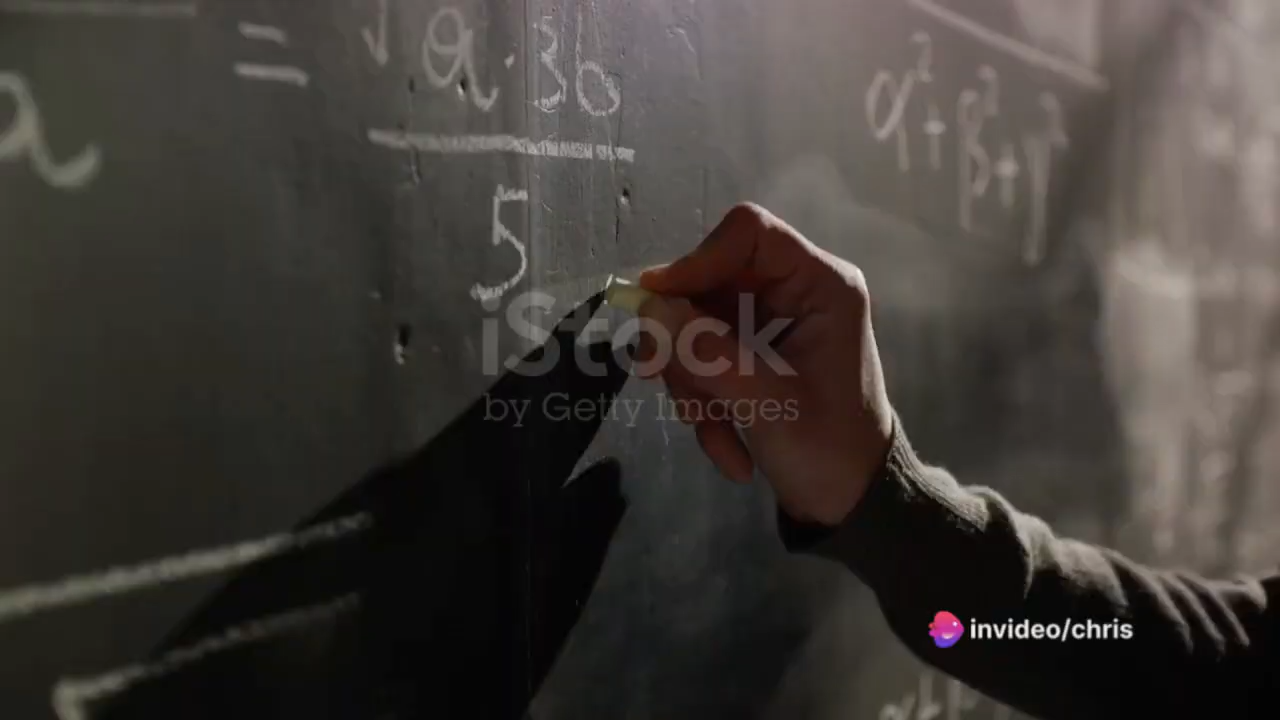 = √a · 36
5
a
α² + β² + γ²
iStock
by Getty Images
invideo/chris